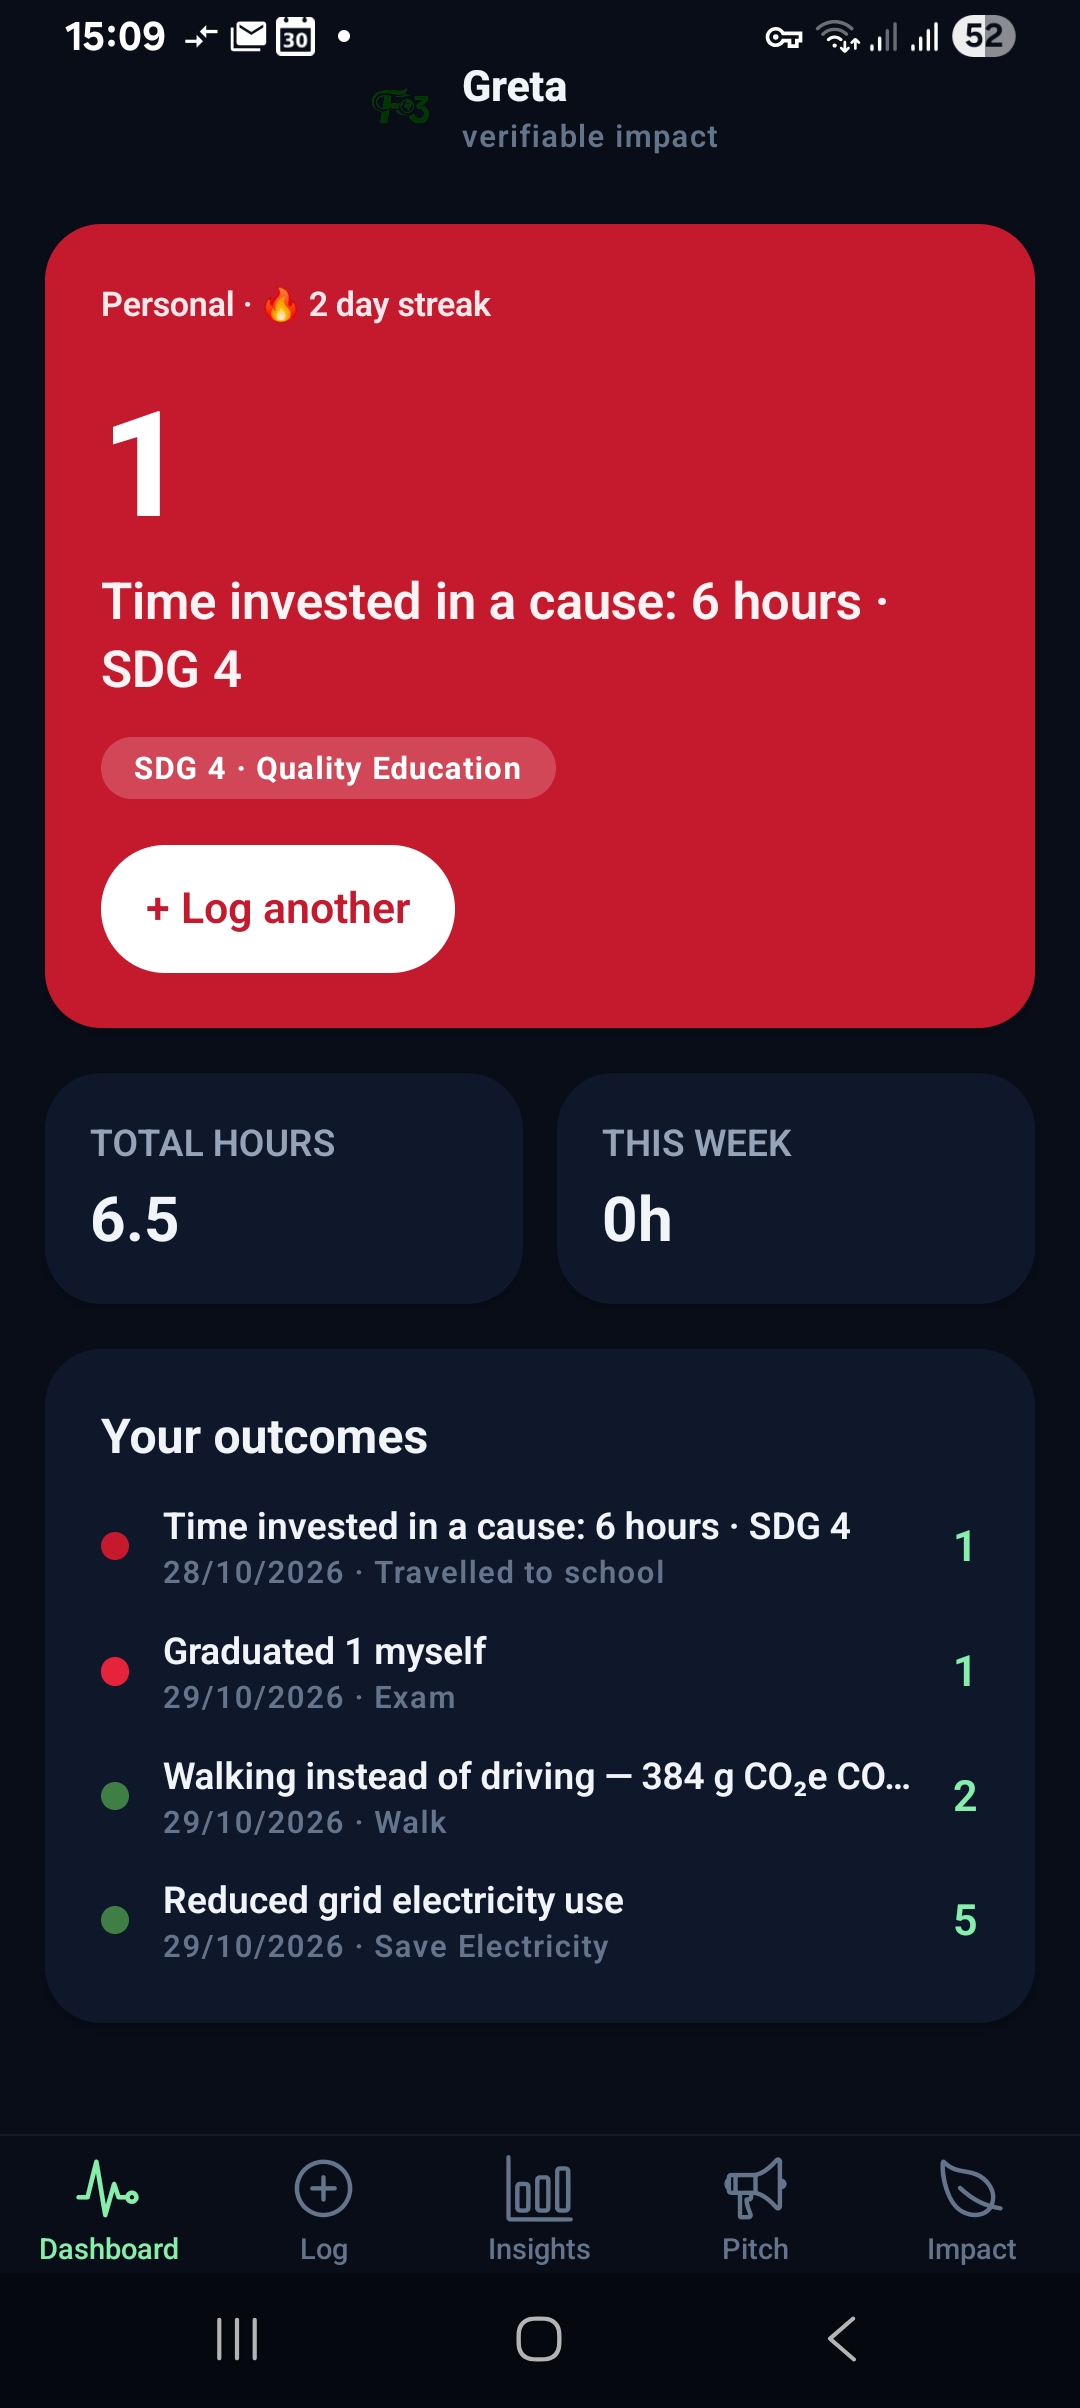 15:09
30
52
Greta
verifiable impact
Personal · 🔥 2 day streak
1
Time invested in a cause: 6 hours ·
SDG 4
SDG 4 · Quality Education
+ Log another
TOTAL HOURS
6.5
THIS WEEK
0h
Your outcomes
Time invested in a cause: 6 hours · SDG 4
28/10/2026 · Travelled to school
1
Graduated 1 myself
29/10/2026 · Exam
1
Walking instead of driving — 384 g CO₂e CO...
29/10/2026 · Walk
2
Reduced grid electricity use
29/10/2026 · Save Electricity
5
Dashboard
Log
Insights
Pitch
Impact